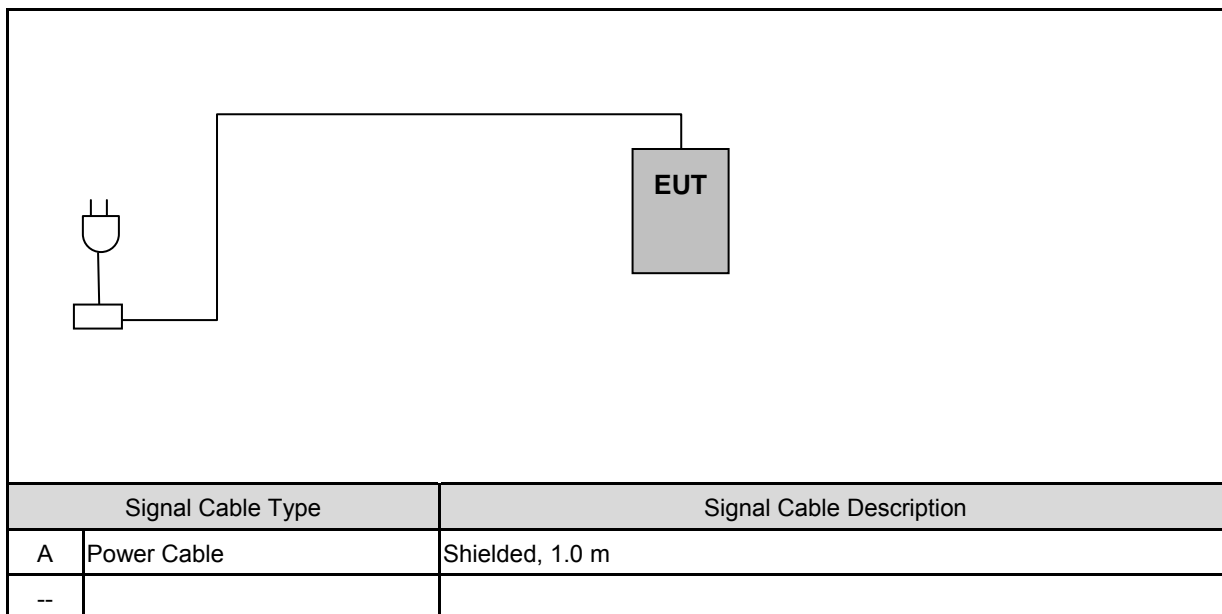 EUT
Signal Cable Type Signal Cable Description
A Power Cable Shielded, 1.0 m
--